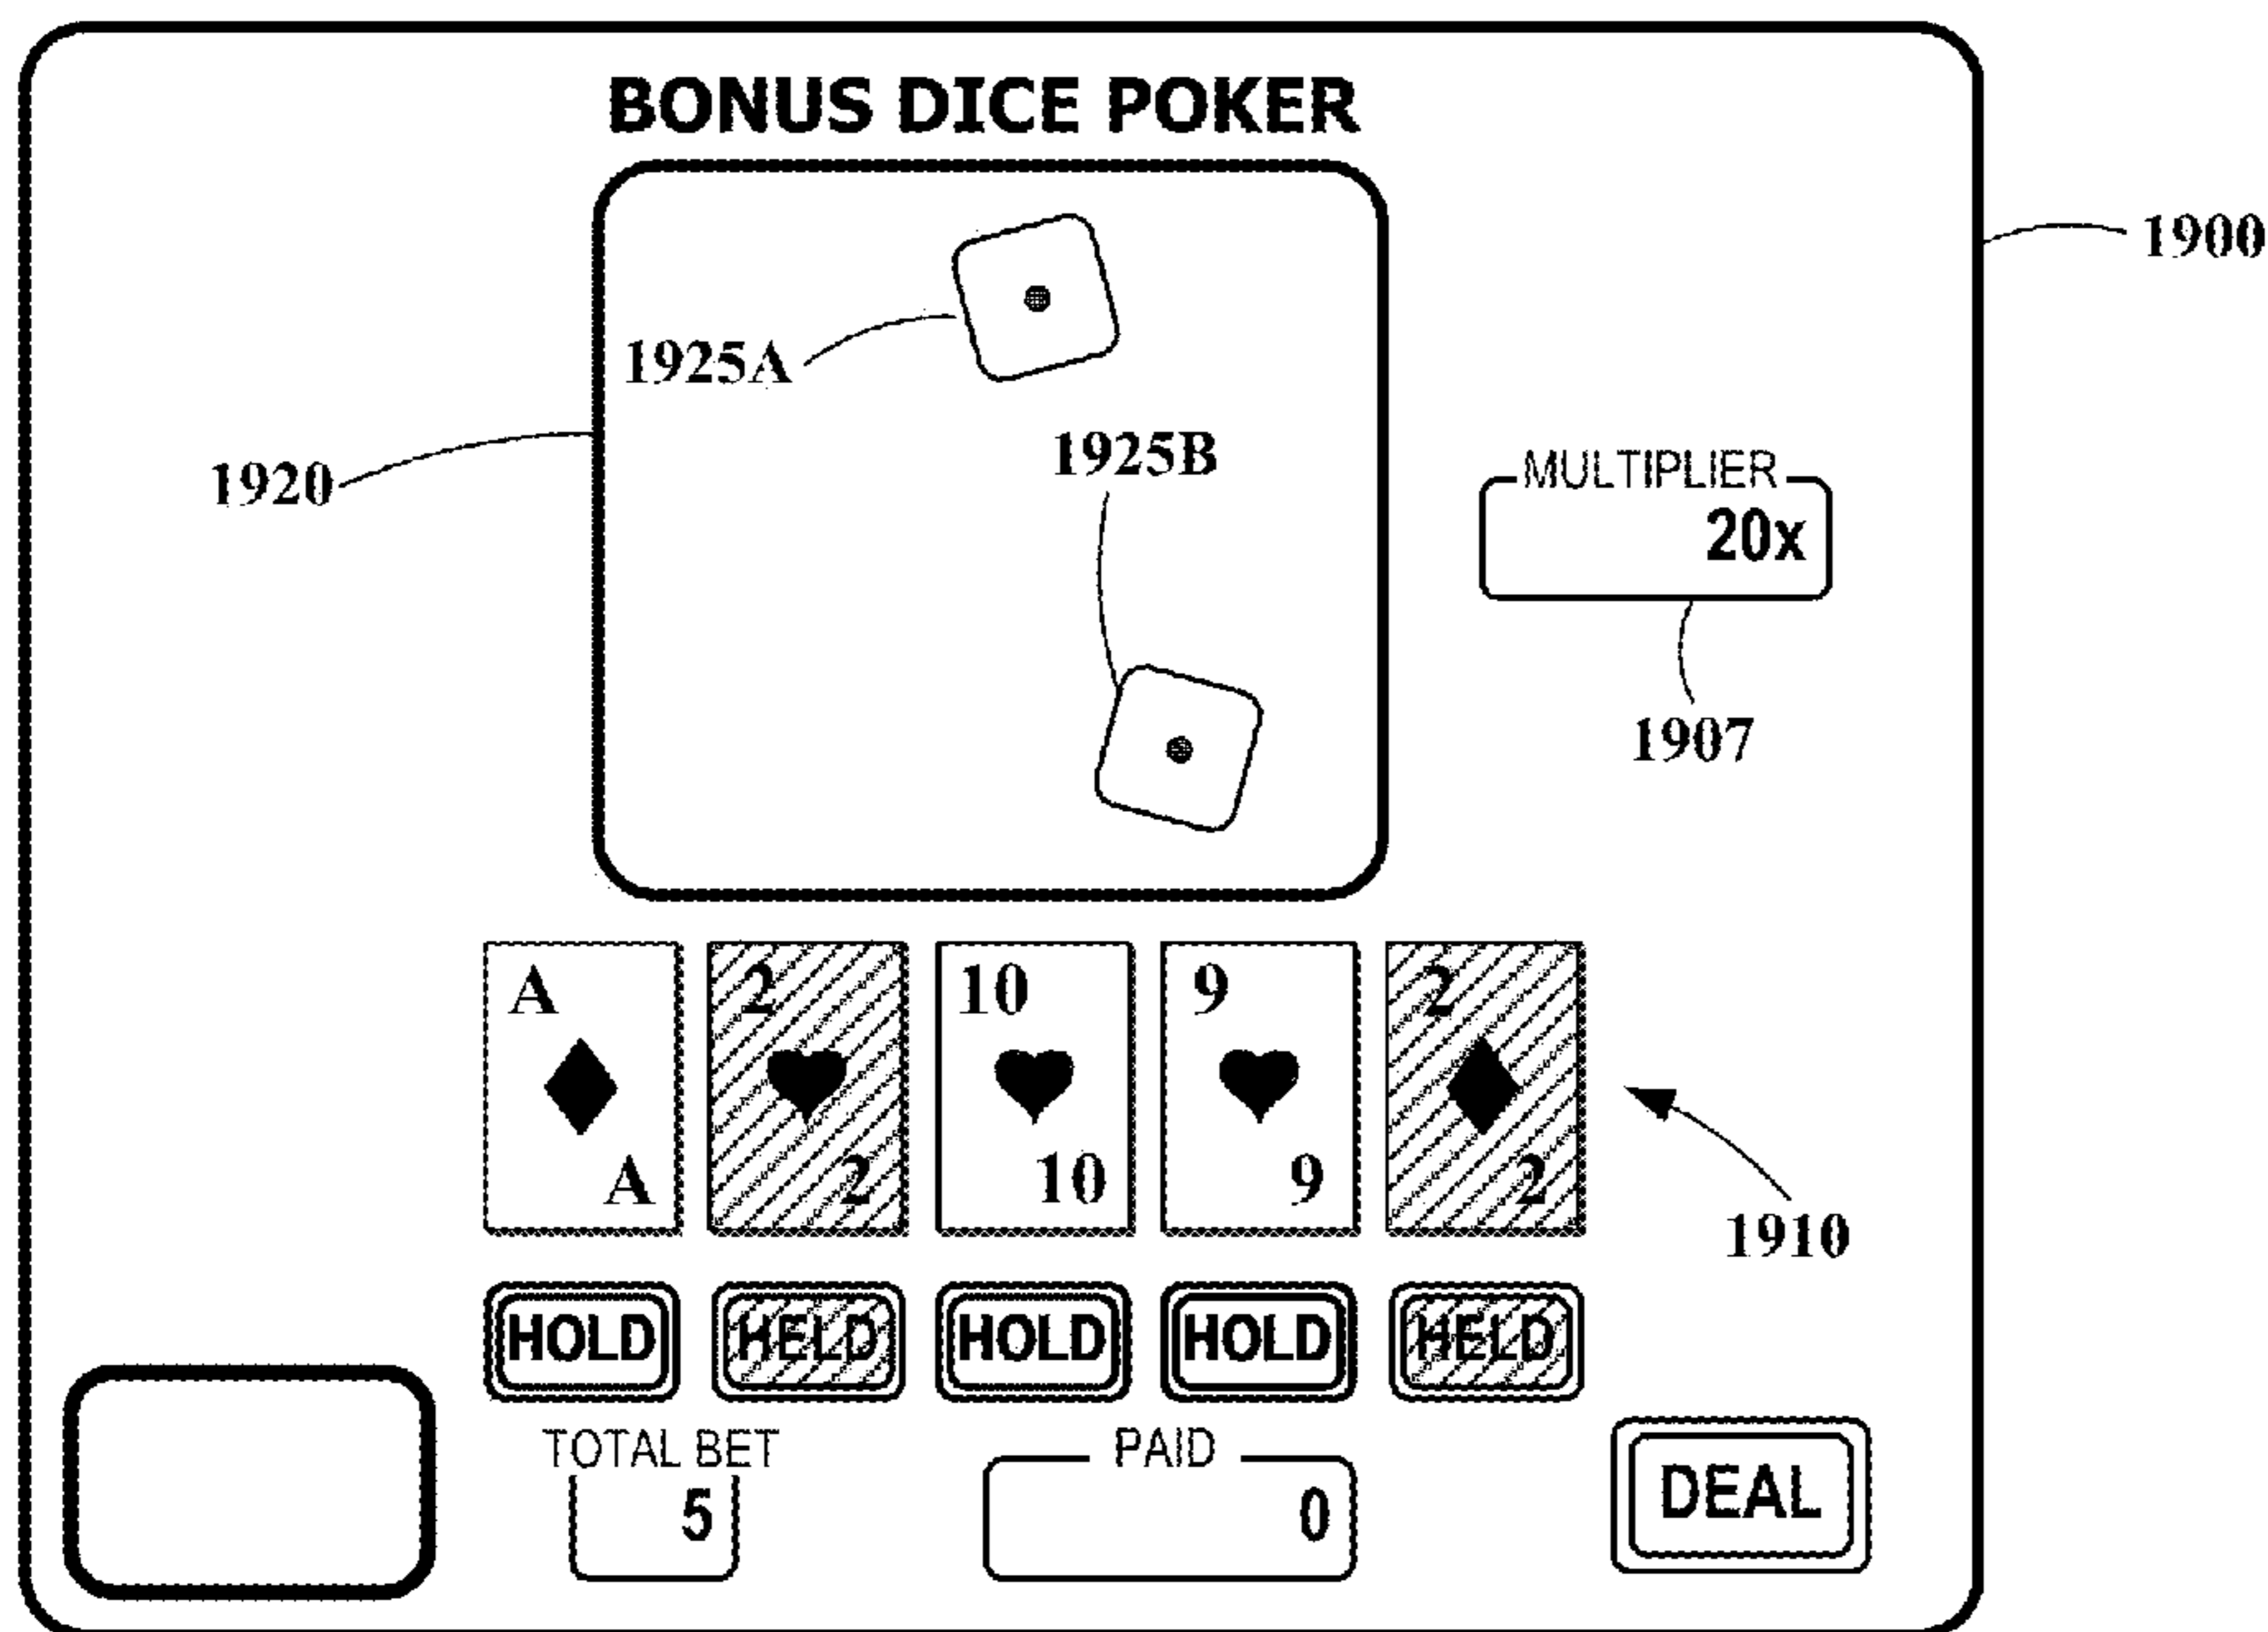 BONUS DICE POKER
1900
1925A
1925B
1920
MULTIPLIER
20x
1907
A 2 10 9 2
A 2 10 9 2
1910
HOLD HELD HOLD HOLD HELD
TOTAL BET PAID
5 0 DEAL